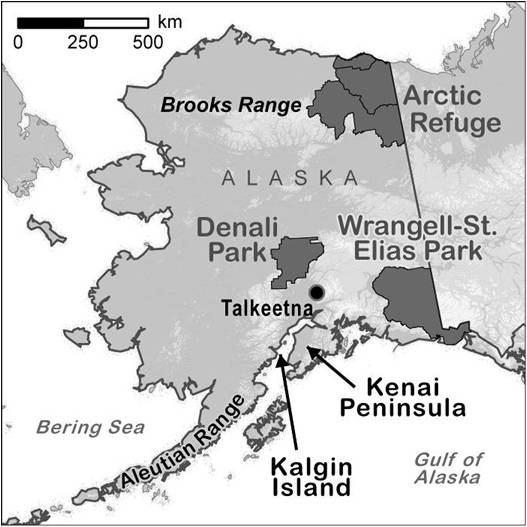 km
0 250 500
Brooks Range
Arctic
Refuge
ALASKA
Denali
Park
Wrangell-St.
Elias Park
Talkeetna
Kenai
Peninsula
Bering Sea
Aleutian Range
Kalgin
Island
Gulf of
Alaska